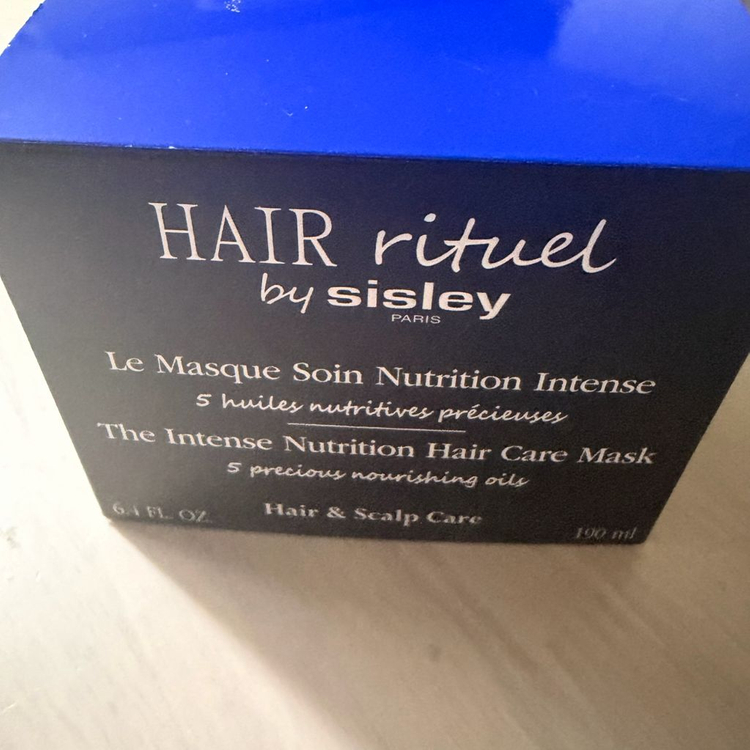 HAIR rituel
by sisley
PARIS
Le Masque Soin Nutrition Intense
5 huiles nutritives précieuses
The Intense Nutrition Hair Care Mask
5 precious nourishing oils
Hair & Scalp Care
6.4 FL. OZ. 190 ml